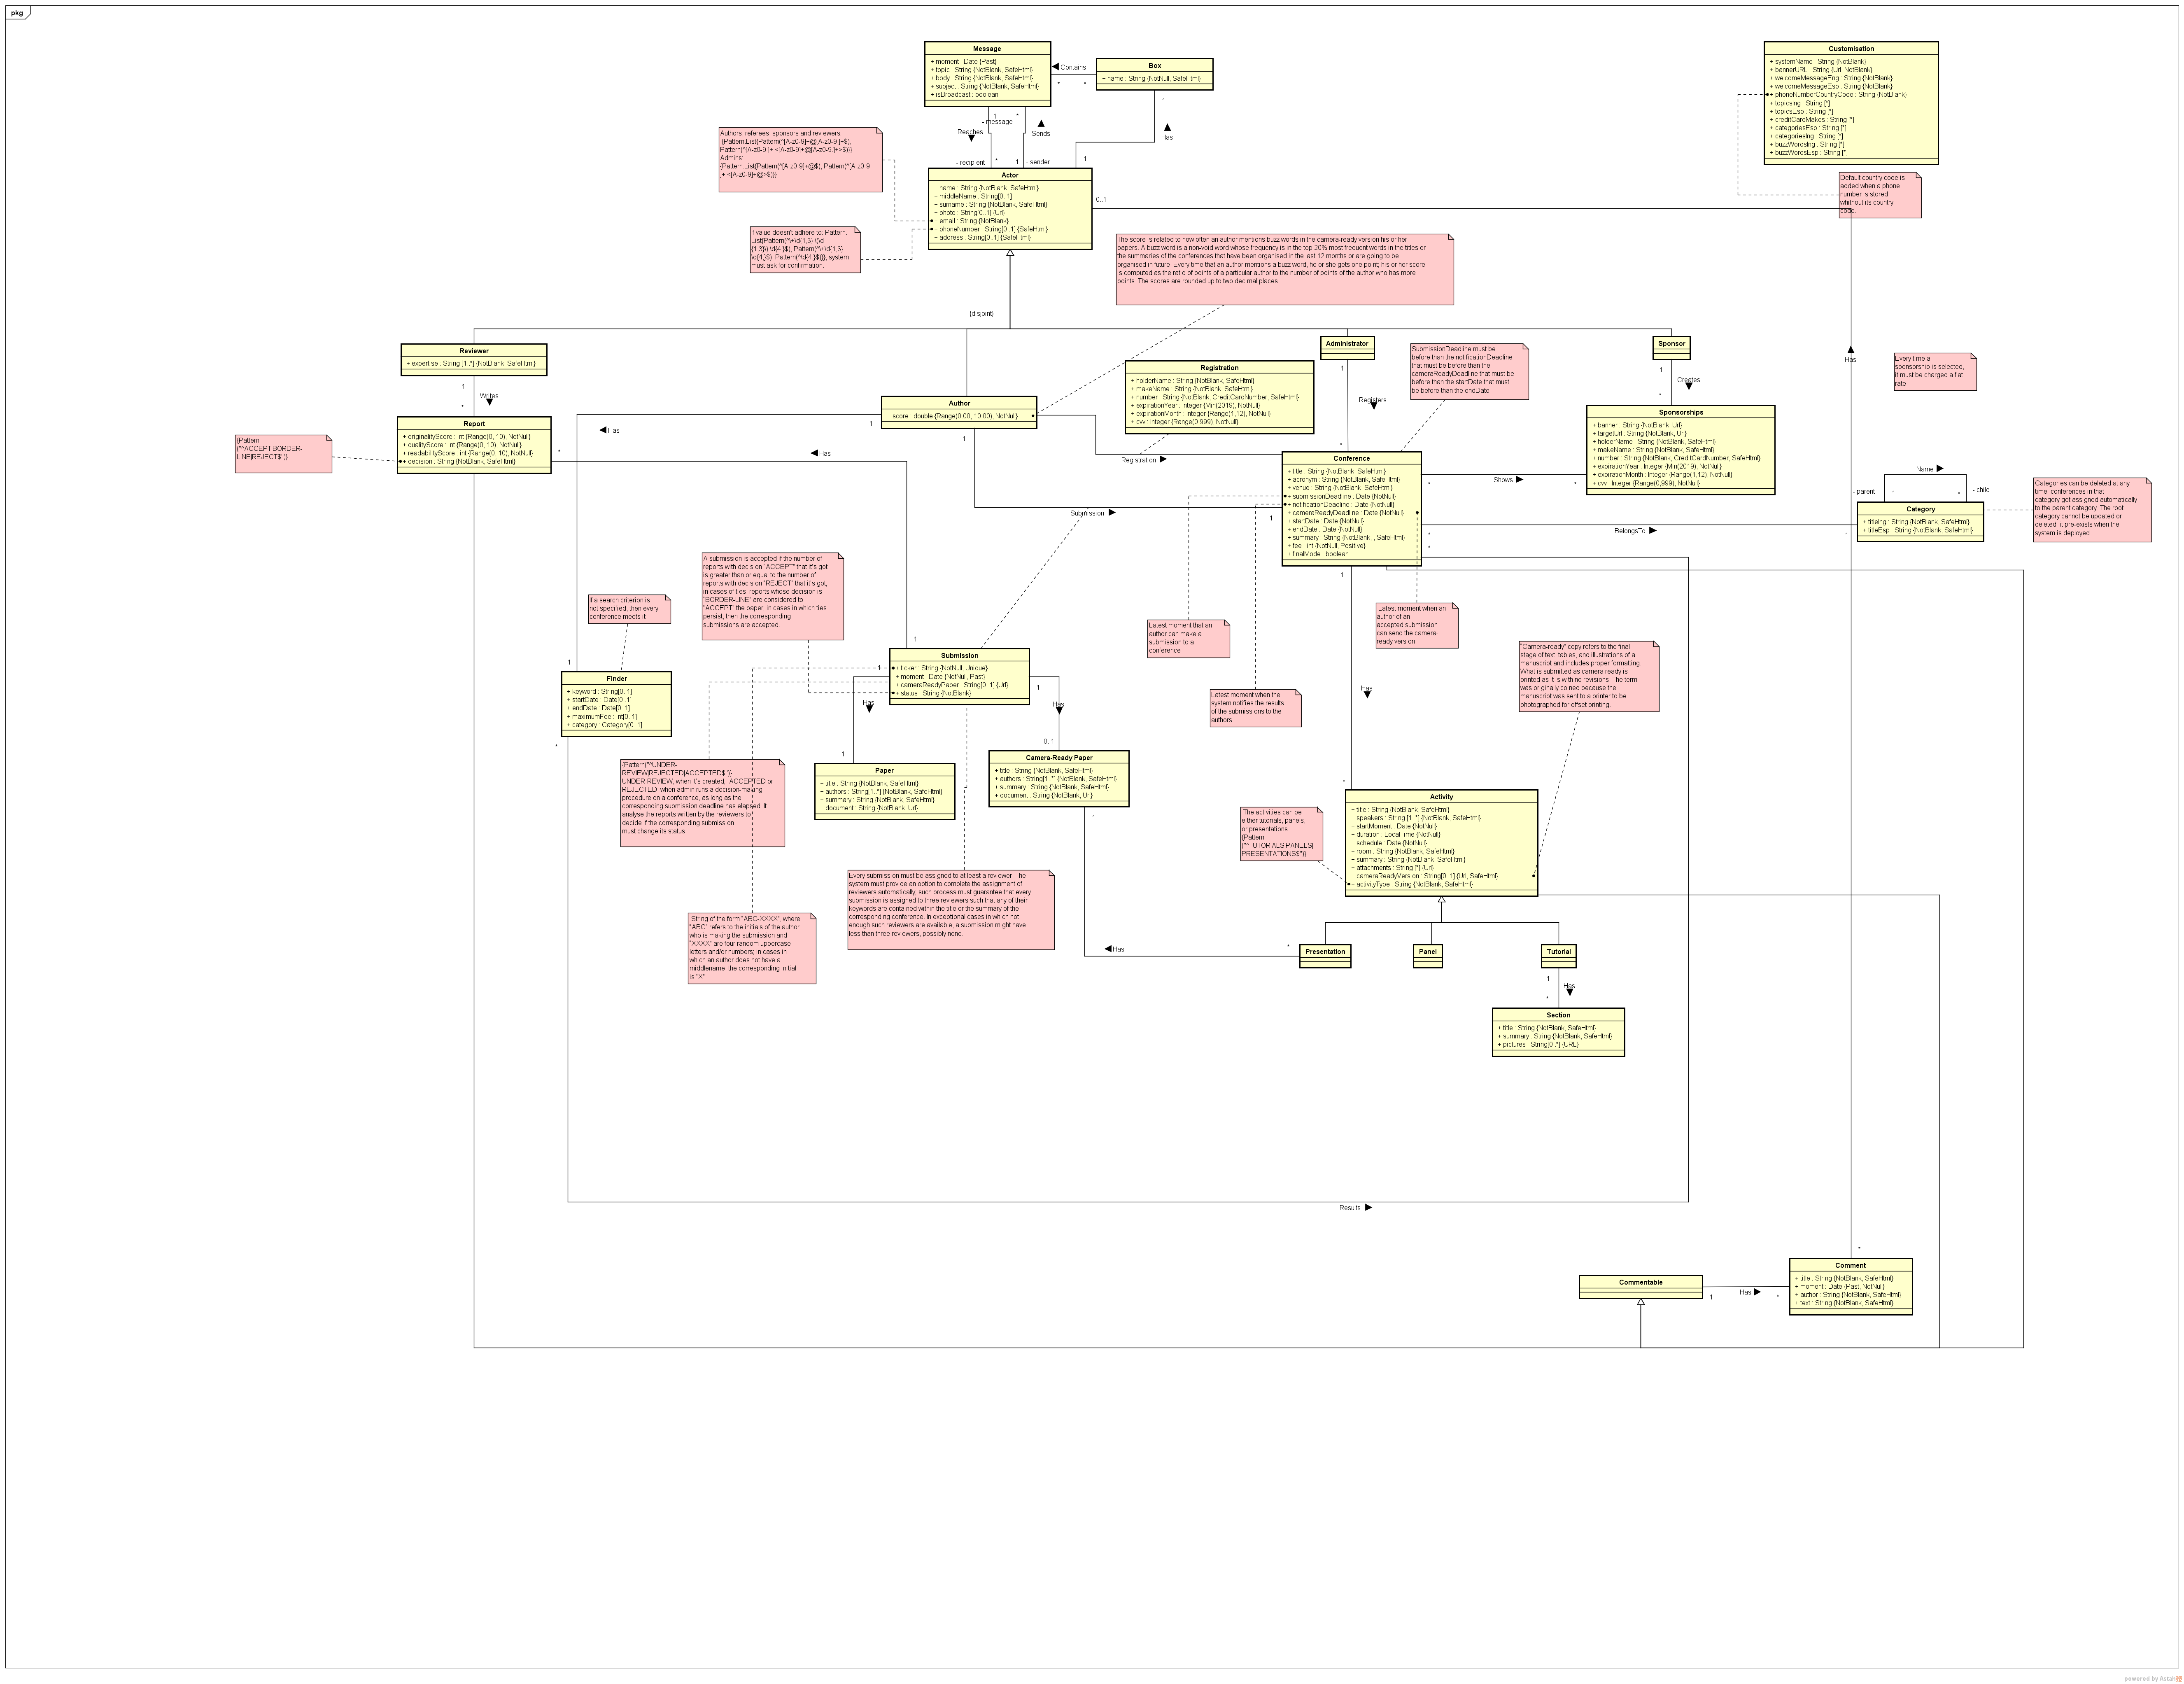 pkg
Message
+ moment : Date {Past}
+ topic : String {NotBlank, SafeHtml}
+ body : String {NotBlank, SafeHtml}
+ subject : String {NotBlank, SafeHtml}
+ isBroadcast : boolean
Contains
*
*
Box
+ name : String {NotNull, SafeHtml}
1
Has
1
1
- message
Reaches
- recipient
*
*
Sends
1
- sender
Customisation
+ systemName : String {NotBlank}
+ bannerURL : String {Url, NotBlank}
+ welcomeMessageEng : String {NotBlank}
+ welcomeMessageEsp : String {NotBlank}
+ phoneNumberCountryCode : String {NotBlank}
+ topicsIng : String [*]
+ topicsEsp : String [*]
+ creditCardMakes : String [*]
+ categoriesEsp : String [*]
+ categoriesIng : String [*]
+ buzzWordsIng : String [*]
+ buzzWordsEsp : String [*]
Default country code is
added when a phone
number is stored
whithout its country
code.
Authors, referees, sponsors and reviewers:
{Pattern.List{Pattern(^[A-z0-9]+@[A-z0-9.]+$),
Pattern(^[A-z0-9 ]+ <[A-z0-9]+@[A-z0-9.]+>$)}}
Admins:
{Pattern.List{Pattern(^[A-z0-9]+@$), Pattern(^[A-z0-9
]+ <[A-z0-9]+@>$)}}
Actor
+ name : String {NotBlank, SafeHtml}
+ middleName : String[0..1]
+ surname : String {NotBlank, SafeHtml}
+ photo : String[0..1] {Url}
+ email : String {NotBlank}
+ phoneNumber : String[0..1] {SafeHtml}
+ address : String[0..1] {SafeHtml}
0..1
If value doesn't adhere to: Pattern
List{Pattern(^\+\d{1,3} \(\d
{1,3}\) \d{4,}$), Pattern(^\+\d{1,3}
\d{4,}$), Pattern(^\d{4,}$)}}, system
must ask for confirmation.
The score is related to how often an author mentions buzz words in the camera-ready version his or her
papers. A buzz word is a non-void word whose frequency is in the top 20% most frequent words in the titles or
the summaries of the conferences that have been organised in the last 12 months or are going to be
organised in future. Every time that an author mentions a buzz word, he or she gets one point; his or her score
is computed as the ratio of points of a particular author to the number of points of the author who has more
points. The scores are rounded up to two decimal places.
{disjoint}
Reviewer
+ expertise : String [1..*] {NotBlank, SafeHtml}
1
Writes
*
Report
+ originalityScore : int {Range(0, 10), NotNull}
+ qualityScore : int {Range(0, 10), NotNull}
+ readabilityScore : int {Range(0, 10), NotNull}
+ decision : String {NotBlank, SafeHtml}
{Pattern
("^ACCEPT|BORDER-
LINE|REJECT$")}
Author
+ score : double {Range(0.00, 10.00), NotNull}
1
Has
1
*
Has
1
Registration
+ holderName : String {NotBlank, SafeHtml}
+ makeName : String {NotBlank, SafeHtml}
+ number : String {NotBlank, CreditCardNumber, SafeHtml}
+ expirationYear : Integer {Min(2019), NotNull}
+ expirationMonth : Integer {Range(1,12), NotNull}
+ cvv : Integer {Range(0,999), NotNull}
Registration
Submission
1
Administrator
1
Registers
*
SubmissionDeadline must be
before than the notificationDeadline
that must be before than the
cameraReadyDeadline that must be
before than the startDate that must
be before than the endDate
Sponsor
1
Creates
*
Every time a
sponsorship is selected,
it must be charged a flat
rate
Has
Sponsorships
+ banner : String {NotBlank, Url}
+ targetUrl : String {NotBlank, Url}
+ holderName : String {NotBlank, SafeHtml}
+ makeName : String {NotBlank, SafeHtml}
+ number : String {NotBlank, CreditCardNumber, SafeHtml}
+ expirationYear : Integer {Min(2019), NotNull}
+ expirationMonth : Integer {Range(1,12), NotNull}
+ cvv : Integer {Range(0,999), NotNull}
Conference
+ title : String {NotBlank, SafeHtml}
+ acronym : String {NotBlank, SafeHtml}
+ venue : String {NotBlank, SafeHtml}
+ submissionDeadline : Date {NotNull}
+ notificationDeadline : Date {NotNull}
+ cameraReadyDeadline : Date {NotNull}
+ startDate : Date {NotNull}
+ endDate : Date {NotNull}
+ summary : String {NotBlank, , SafeHtml}
+ fee : int {NotNull, Positive}
+ finalMode : boolean
*
Shows
*
*
BelongsTo
1
*
1
Name
- parent
1
*
- child
Category
+ titleIng : String {NotBlank, SafeHtml}
+ titleEsp : String {NotBlank, SafeHtml}
Categories can be deleted at any
time; conferences in that
category get assigned automatically
to the parent category. The root
category cannot be updated or
deleted; it pre-exists when the
system is deployed.
A submission is accepted if the number of
reports with decision "ACCEPT" that it's got
is greater than or equal to the number of
reports with decision "REJECT" that it's got;
in cases of ties, reports whose decision is
"BORDER-LINE" are considered to
"ACCEPT" the paper; in cases in which ties
persist, then the corresponding
submissions are accepted.
If a search criterion is
not specified, then every
conference meets it
Latest moment that an
author can make a
submission to a
conference
Latest moment when an
author of an
accepted submission
can send the camera-
ready version
Latest moment when the
system notifies the results
of the submissions to the
authors
"Camera-ready" copy refers to the final
stage of text, tables, and illustrations of a
manuscript and includes proper formatting.
What is submitted as camera ready is
printed as it is with no revisions. The term
was originally coined because the
manuscript was sent to a printer to be
photographed for offset printing.
Submission
+ ticker : String {NotNull, Unique}
+ moment : Date {NotNull, Past}
+ cameraReadyPaper : String[0..1] {Url}
+ status : String {NotBlank}
1
Has
1
1
Has
0..1
Finder
+ keyword : String[0..1]
+ startDate : Date[0..1]
+ endDate : Date[0..1]
+ maximumFee : int[0..1]
+ category : Category[0..1]
*
{Pattern("^UNDER-
REVIEW|REJECTED|ACCEPTED$")}
UNDER-REVIEW, when it's created; ACCEPTED or
REJECTED, when admin runs a decision-making
procedure on a conference, as long as the
corresponding submission deadline has elapsed. It
analyse the reports written by the reviewers to
decide if the corresponding submission
must change its status.
Paper
+ title : String {NotBlank, SafeHtml}
+ authors : String[1..*] {NotBlank, SafeHtml}
+ summary : String {NotBlank, SafeHtml}
+ document : String {NotBlank, Url}
Camera-Ready Paper
+ title : String {NotBlank, SafeHtml}
+ authors : String[1..*] {NotBlank, SafeHtml}
+ summary : String {NotBlank, SafeHtml}
+ document : String {NotBlank, Url}
1
Has
*
Has
*
Activity
+ title : String {NotBlank, SafeHtml}
+ speakers : String [1..*] {NotBlank, SafeHtml}
+ startMoment : Date {NotNull}
+ duration : LocalTime {NotNull}
+ schedule : Date {NotNull}
+ room : String {NotBlank, SafeHtml}
+ summary : String {NotBlank, SafeHtml}
+ attachments : String [*] {Url}
+ cameraReadyVersion : String[0..1] {Url, SafeHtml}
+ activityType : String {NotBlank, SafeHtml}
The activities can be
either tutorials, panels,
or presentations.
{Pattern
("^TUTORIALS|PANELS|
PRESENTATIONS$")}
Every submission must be assigned to at least a reviewer. The
system must provide an option to complete the assignment of
reviewers automatically; such process must guarantee that every
submission is assigned to three reviewers such that any of their
keywords are contained within the title or the summary of the
corresponding conference. In exceptional cases in which not
enough such reviewers are available, a submission might have
less than three reviewers, possibly none.
String of the form "ABC-XXXX", where
"ABC" refers to the initials of the author
who is making the submission and
"XXXX" are four random uppercase
letters and/or numbers; in cases in
which an author does not have a
middlename, the corresponding initial
is "X"
Presentation
Panel
Tutorial
1
Has
*
Section
+ title : String {NotBlank, SafeHtml}
+ summary : String {NotBlank, SafeHtml}
+ pictures : String[0..*] {URL}
Results
*
Commentable
1
Has
*
Comment
+ title : String {NotBlank, SafeHtml}
+ moment : Date {Past, NotNull}
+ author : String {NotBlank, SafeHtml}
+ text : String {NotBlank, SafeHtml}
powered by Astah